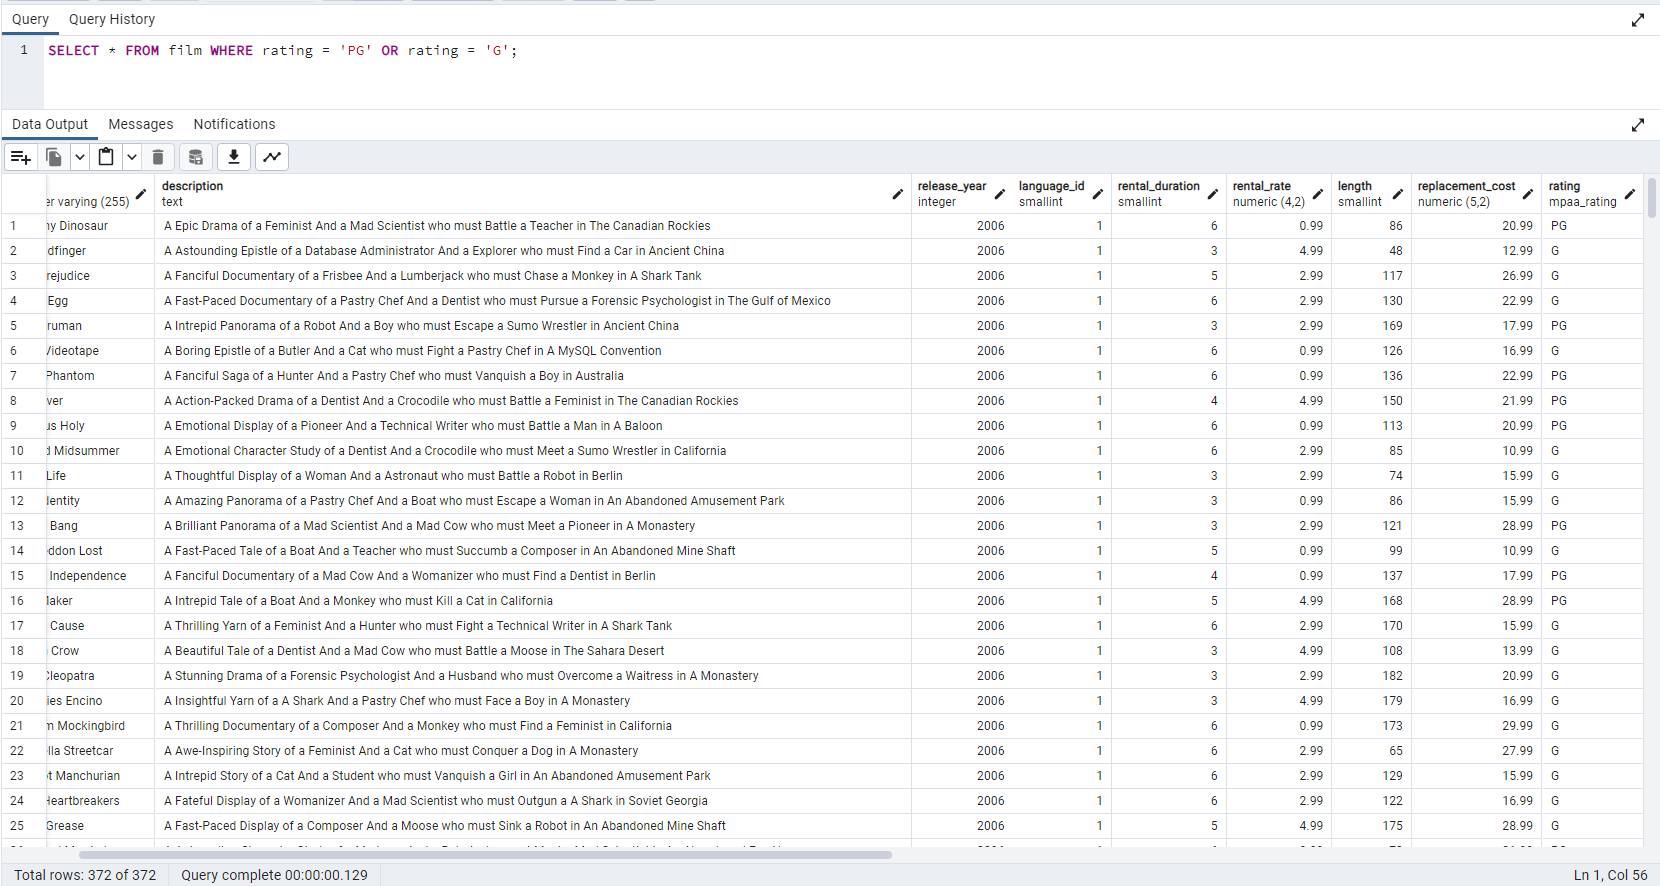 Query Query History
1 SELECT * FROM film WHERE rating = 'PG' OR rating = 'G';
Data Output Messages Notifications
description release_year language_id rental_duration rental_rate length replacement_cost rating
er varying (255) text integer smallint smallint numeric (4,2) smallint numeric (5,2) mpaa_rating
1 ny Dinosaur A Epic Drama of a Feminist And a Mad Scientist who must Battle a Teacher in The Canadian Rockies 2006 1 6 0.99 86 20.99 PG
2 dfinger A Astounding Epistle of a Database Administrator And a Explorer who must Find a Car in Ancient China 2006 1 3 4.99 48 12.99 G
3 rejudice A Fanciful Documentary of a Frisbee And a Lumberjack who must Chase a Monkey in A Shark Tank 2006 1 5 2.99 117 26.99 G
4 Egg A Fast-Paced Documentary of a Pastry Chef And a Dentist who must Pursue a Forensic Psychologist in The Gulf of Mexico 2006 1 6 2.99 130 22.99 G
5 ruman A Intrepid Panorama of a Robot And a Boy who must Escape a Sumo Wrestler in Ancient China 2006 1 3 2.99 169 17.99 PG
6 Videotape A Boring Epistle of a Butler And a Cat who must Fight a Pastry Chef in A MySQL Convention 2006 1 6 0.99 126 16.99 G
7 Phantom A Fanciful Saga of a Hunter And a Pastry Chef who must Vanquish a Boy in Australia 2006 1 6 0.99 136 22.99 PG
8 ver A Action-Packed Drama of a Dentist And a Crocodile who must Battle a Feminist in The Canadian Rockies 2006 1 4 4.99 150 21.99 PG
9 us Holy A Emotional Display of a Pioneer And a Technical Writer who must Battle a Man in A Baloon 2006 1 6 0.99 113 20.99 PG
10 d Midsummer A Emotional Character Study of a Dentist And a Crocodile who must Meet a Sumo Wrestler in California 2006 1 6 2.99 85 10.99 G
11 Life A Thoughtful Display of a Woman And a Astronaut who must Battle a Robot in Berlin 2006 1 3 2.99 74 15.99 G
12 lentity A Amazing Panorama of a Pastry Chef And a Boat who must Escape a Woman in An Abandoned Amusement Park 2006 1 3 0.99 86 15.99 G
13 Bang A Brilliant Panorama of a Mad Scientist And a Mad Cow who must Meet a Pioneer in A Monastery 2006 1 3 2.99 121 28.99 PG
14 ddon Lost A Fast-Paced Tale of a Boat And a Teacher who must Succumb a Composer in An Abandoned Mine Shaft 2006 1 5 0.99 99 10.99 G
15 Independence A Fanciful Documentary of a Mad Cow And a Womanizer who must Find a Dentist in Berlin 2006 1 4 0.99 137 17.99 PG
16 Maker A Intrepid Tale of a Boat And a Monkey who must Kill a Cat in California 2006 1 5 4.99 168 28.99 PG
17 Cause A Thrilling Yarn of a Feminist And a Hunter who must Fight a Technical Writer in A Shark Tank 2006 1 6 2.99 170 15.99 G
18 Crow A Beautiful Tale of a Dentist And a Mad Cow who must Battle a Moose in The Sahara Desert 2006 1 3 4.99 108 13.99 G
19 Cleopatra A Stunning Drama of a Forensic Psychologist And a Husband who must Overcome a Waitress in A Monastery 2006 1 3 2.99 182 20.99 G
20 ies Encino A Insightful Yarn of a A Shark And a Pastry Chef who must Face a Boy in A Monastery 2006 1 3 4.99 179 16.99 G
21 m Mockingbird A Thrilling Documentary of a Composer And a Monkey who must Find a Feminist in California 2006 1 6 0.99 173 29.99 G
22 lla Streetcar A Awe-Inspiring Story of a Feminist And a Cat who must Conquer a Dog in A Monastery 2006 1 6 2.99 65 27.99 G
23 ot Manchurian A Intrepid Story of a Cat And a Student who must Vanquish a Girl in An Abandoned Amusement Park 2006 1 6 2.99 129 15.99 G
24 Heartbreakers A Fateful Display of a Womanizer And a Mad Scientist who must Outgun a A Shark in Soviet Georgia 2006 1 6 2.99 122 16.99 G
25 Grease A Fast-Paced Display of a Composer And a Moose who must Sink a Robot in An Abandoned Mine Shaft 2006 1 5 4.99 175 28.99 G
Total rows: 372 of 372 Query complete 00:00:00.129 Ln 1, Col 56